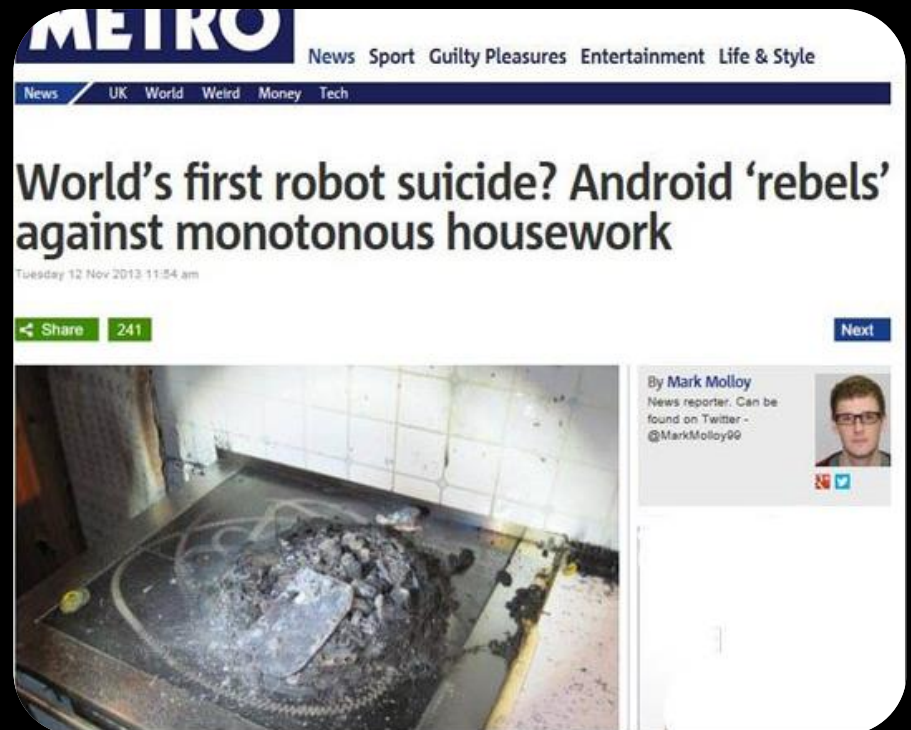 METRO
News Sport Guilty Pleasures Entertainment Life & Style
News UK World Weird Money Tech
World's first robot suicide? Android 'rebels'
against monotonous housework
Tuesday 12 Nov 2013 11:54 am
Share 241
Next
By Mark Molloy
News reporter. Can be
found on Twitter -
@MarkMolloy99